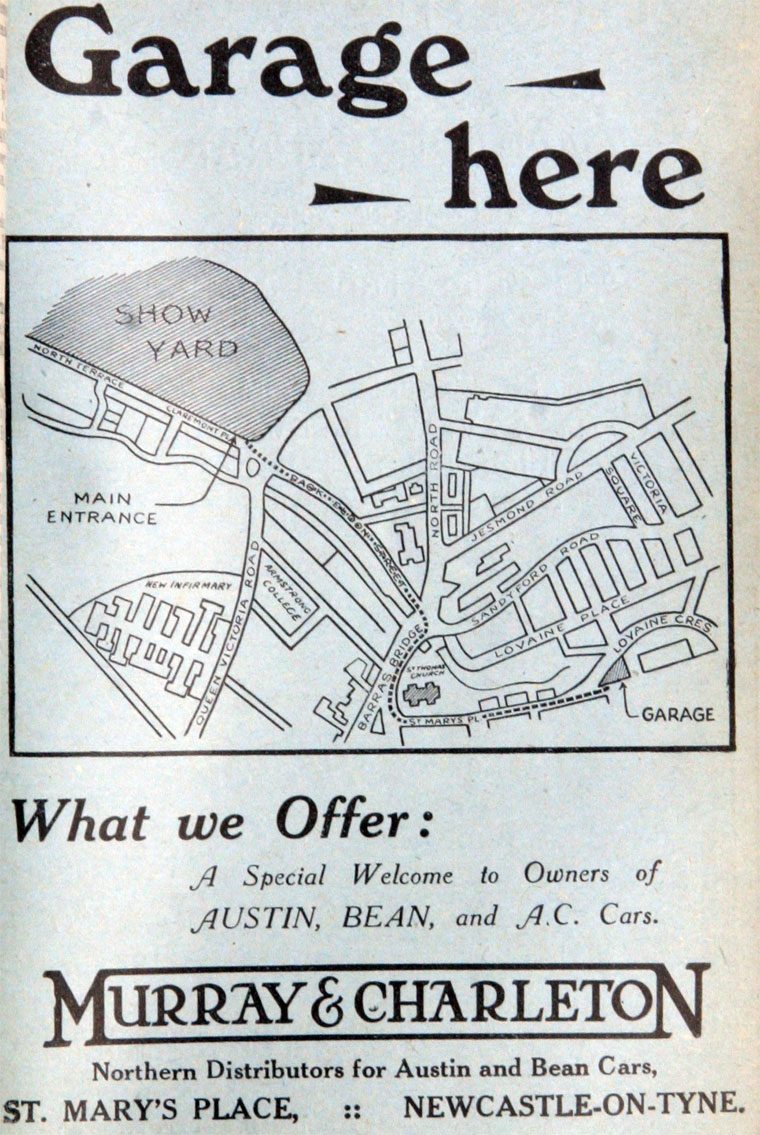 Garage
here
SHOW
YARD
NORTH TERRACE
CLAREMONT PL.
MAIN
ENTRANCE
PARK
EXHIBITION
NORTH ROAD
JESMOND ROAD
VICTORIA
SQUARE
SANDYFORD ROAD
LOVAINE PLACE
LOVAINE CRES
NEW INFIRMARY
ARMSTRONG
COLLEGE
QUEEN VICTORIA ROAD
BARRAS BRIDGE
ST THOMAS
CHURCH
ST MARYS PL
GARAGE
What we Offer:
A Special Welcome to Owners of
AUSTIN, BEAN, and A.C. Cars.
MURRAY & CHARLETON
Northern Distributors for Austin and Bean Cars,
ST. MARY'S PLACE, :: NEWCASTLE-ON-TYNE.